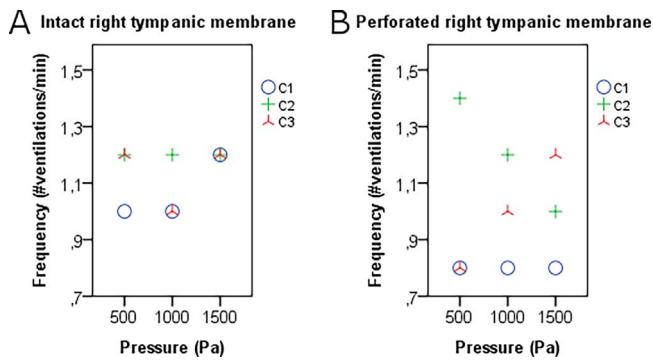 A Intact right tympanic membrane
Frequency (#ventilations/min)
1,5
1,3
1,1
,9
,7
500 1000 1500
Pressure (Pa)
C1
C2
C3
B Perforated right tympanic membrane
Frequency (#ventilations/min)
1,5
1,3
1,1
,9
,7
500 1000 1500
Pressure (Pa)
C1
C2
C3